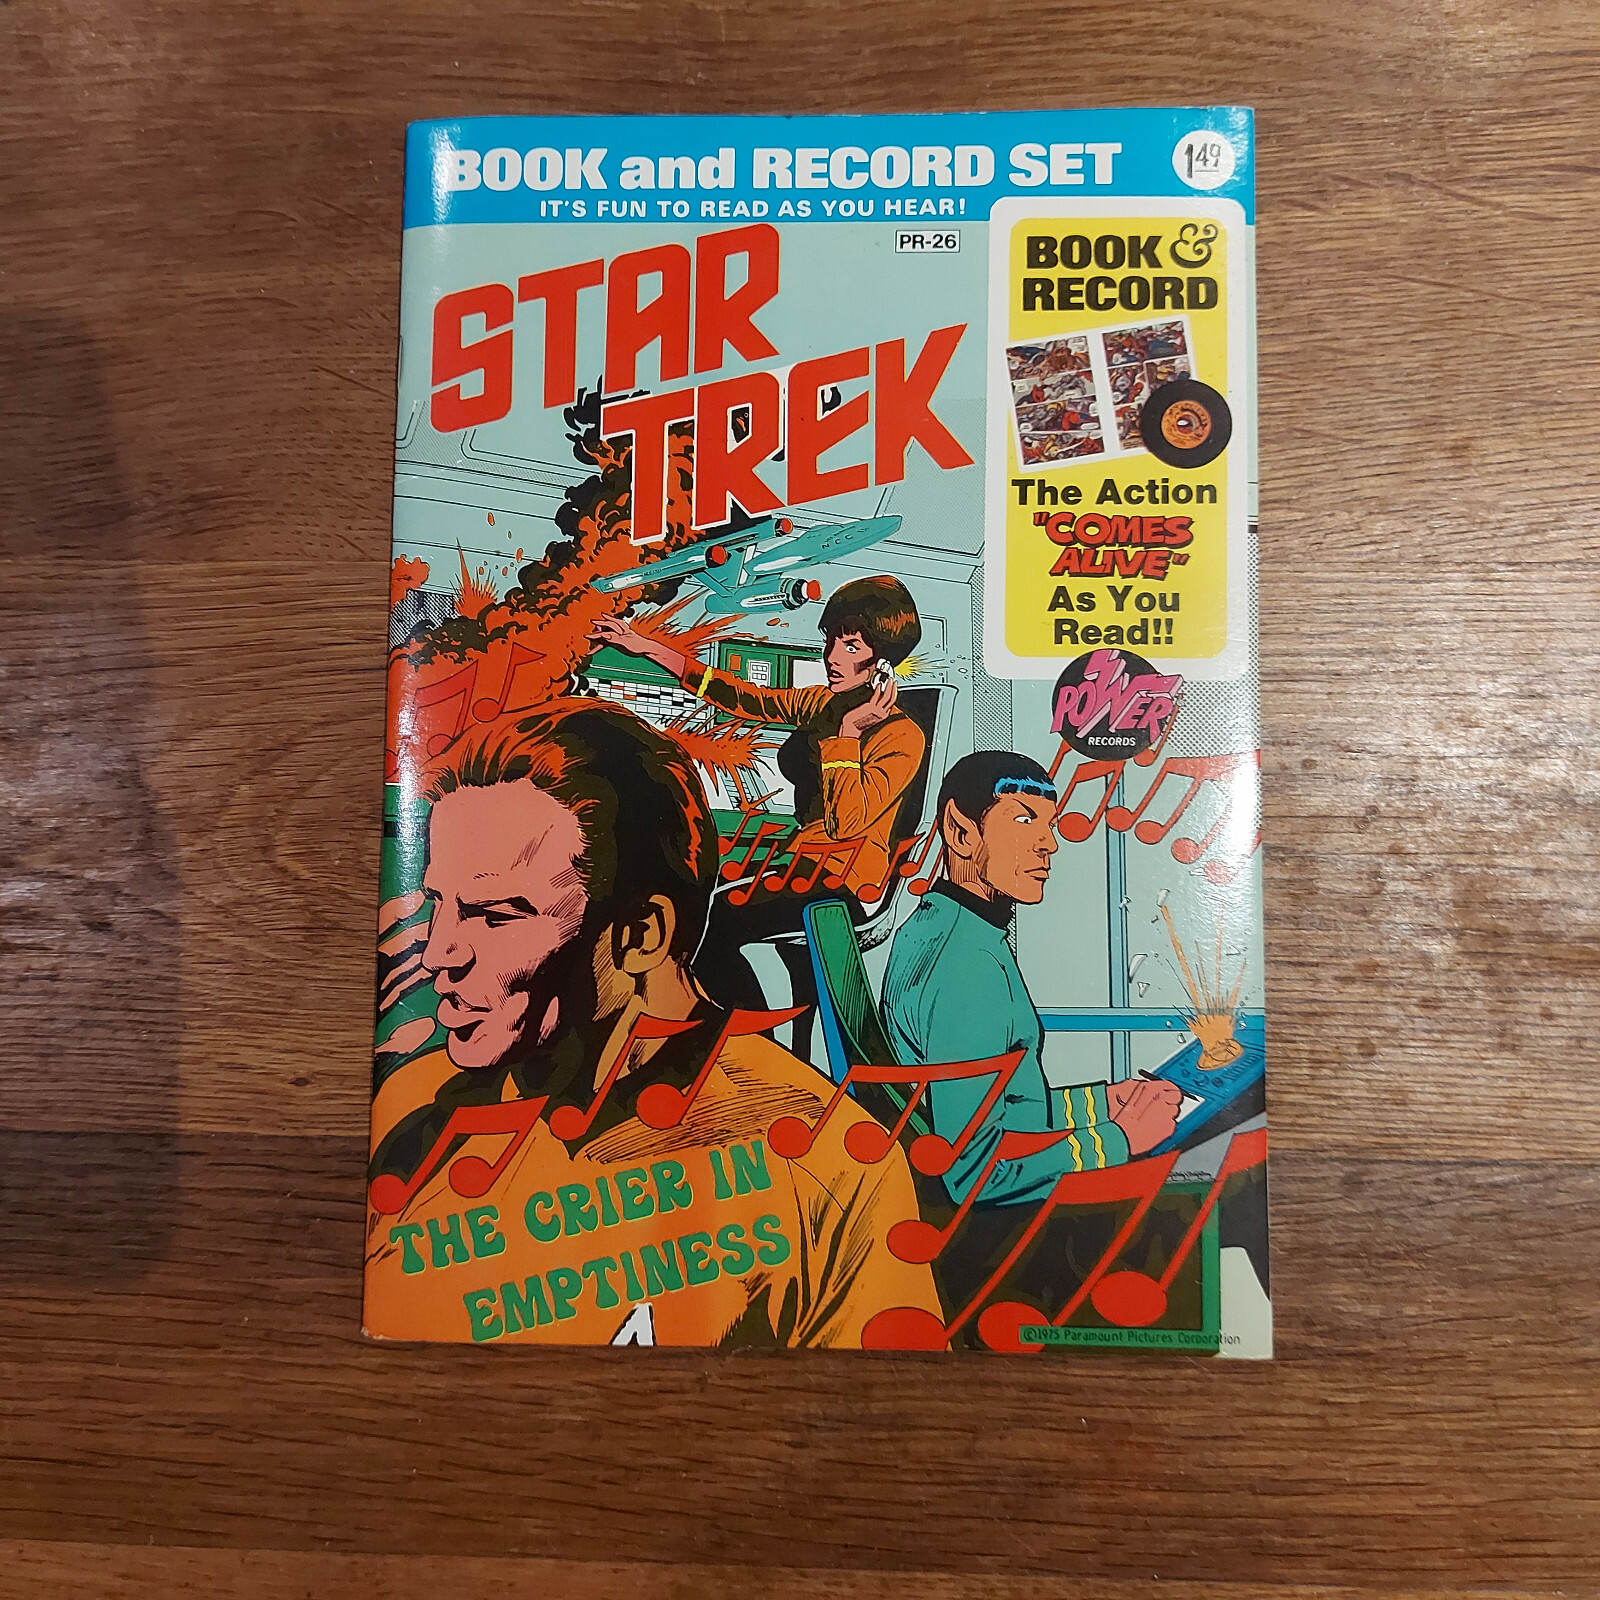 BOOK and RECORD SET
1.49
IT'S FUN TO READ AS YOU HEAR!
PR-26
STAR
TREK
BOOK &
RECORD
The Action
"COMES
ALIVE"
As You
Read!!
POWER
RECORDS
NCC
THE CRIER IN
EMPTINESS
©1975 Paramount Pictures Corporation